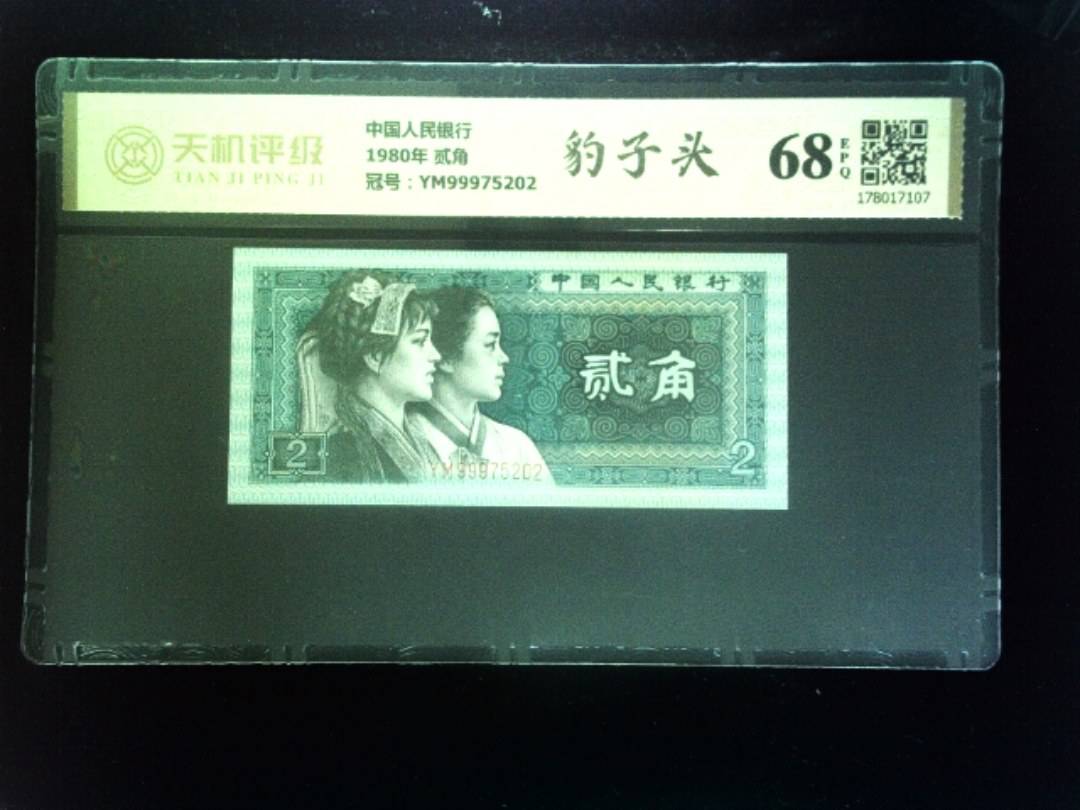 天机评级
TIAN JI PING JI
中国人民银行
1980年 贰角
冠号：YM99975202
豹子头
68
EPQ
178017107
中国人民银行
贰角
2
2
YM99975202